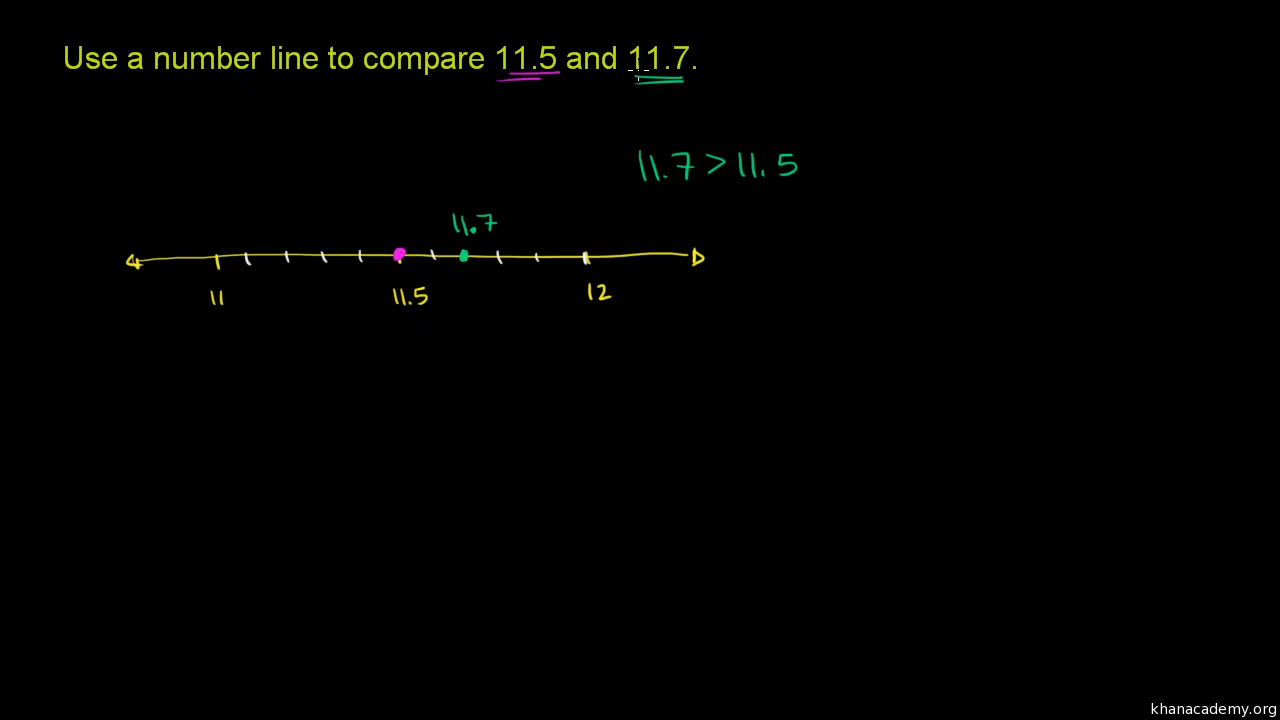 Use a number line to compare 11.5 and 11.7.
11.7 > 11.5
11.7
11 11.5 12
khanacademy.org